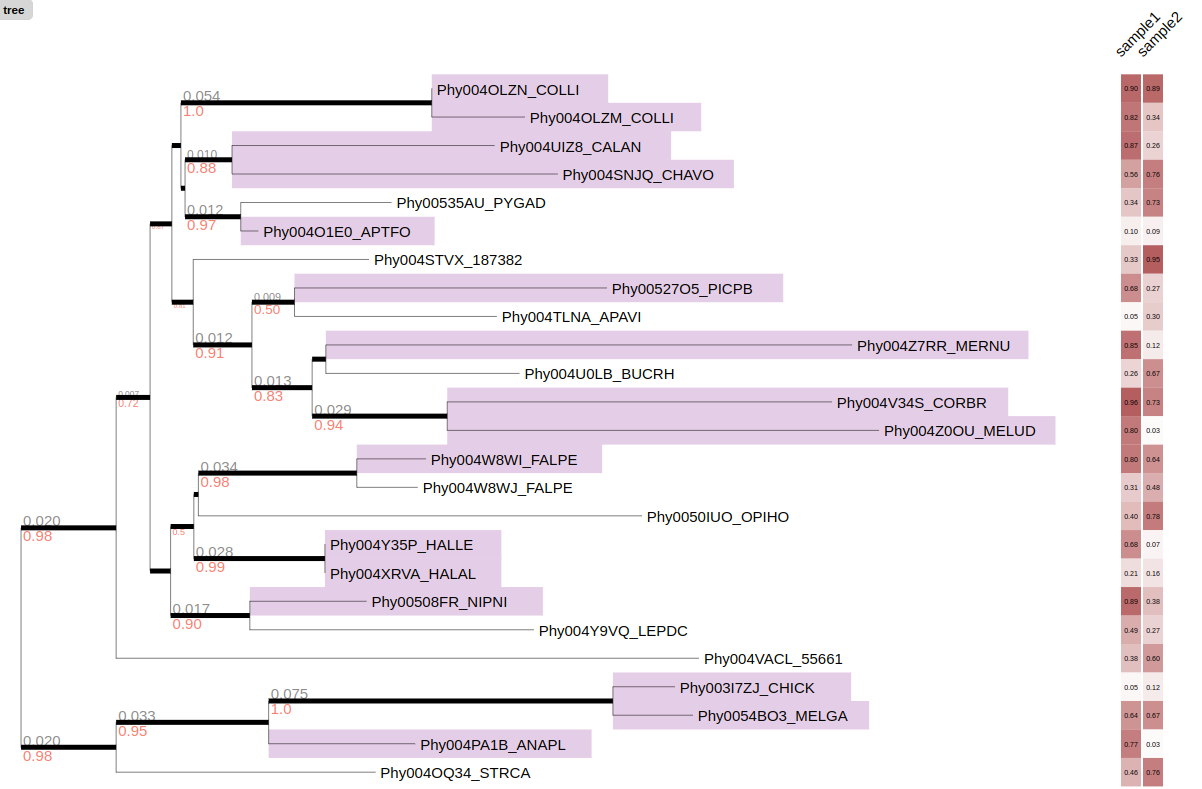 tree
sample1
sample2
0.054
1.0
Phy004OLZN_COLLI
0.90 0.89
Phy004OLZM_COLLI
0.82 0.34
0.010
0.88
Phy004UIZ8_CALAN
0.87 0.26
Phy004SNJQ_CHAVO
0.56 0.76
0.012
0.97
Phy00535AU_PYGAD
0.34 0.73
Phy004O1E0_APTFO
0.10 0.09
Phy004STVX_187382
0.33 0.95
0.009
0.50
Phy00527O5_PICPB
0.68 0.27
Phy004TLNA_APAVI
0.05 0.30
0.012
0.91
Phy004Z7RR_MERNU
0.85 0.12
Phy004U0LB_BUCRH
0.26 0.67
0.013
0.83
0.007
0.72
Phy004V34S_CORBR
0.96 0.73
0.029
0.94
Phy004Z0OU_MELUD
0.80 0.03
Phy004W8WI_FALPE
0.80 0.64
0.034
0.98
Phy004W8WJ_FALPE
0.31 0.48
Phy0050IUO_OPIHO
0.40 0.78
0.020
0.98
0.5
Phy004Y35P_HALLE
0.68 0.07
0.028
0.99
Phy004XRVA_HALAL
0.21 0.16
Phy00508FR_NIPNI
0.89 0.38
0.017
0.90
Phy004Y9VQ_LEPDC
0.49 0.27
Phy004VACL_55661
0.38 0.60
Phy003I7ZJ_CHICK
0.05 0.12
0.075
1.0
Phy0054BO3_MELGA
0.64 0.67
0.033
0.95
Phy004PA1B_ANAPL
0.77 0.03
0.020
0.98
Phy004OQ34_STRCA
0.46 0.76